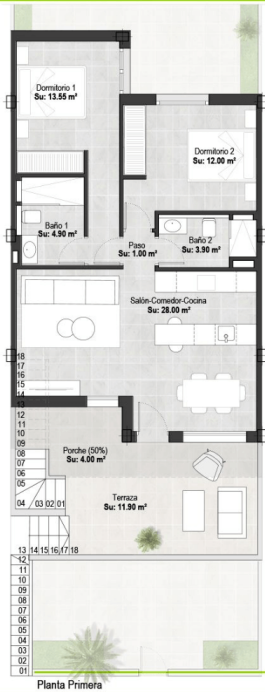 Dormitorio 1
Su: 13.55 m²
Dormitorio 2
Su: 12.00 m²
Baño 1
Su: 4.90 m²
Paso
Su: 1.00 m²
Baño 2
Su: 3.90 m²
Salón-Comedor-Cocina
Su: 28.00 m²
18
17
16
15
14
13
12
11
10
09
08
07
06
05
04 03 02 01
Porche (50%)
Su: 4.00 m²
Terraza
Su: 11.90 m²
13 14 15 16 17 18
12
11
10
09
08
07
06
05
04
03
02
01
Planta Primera